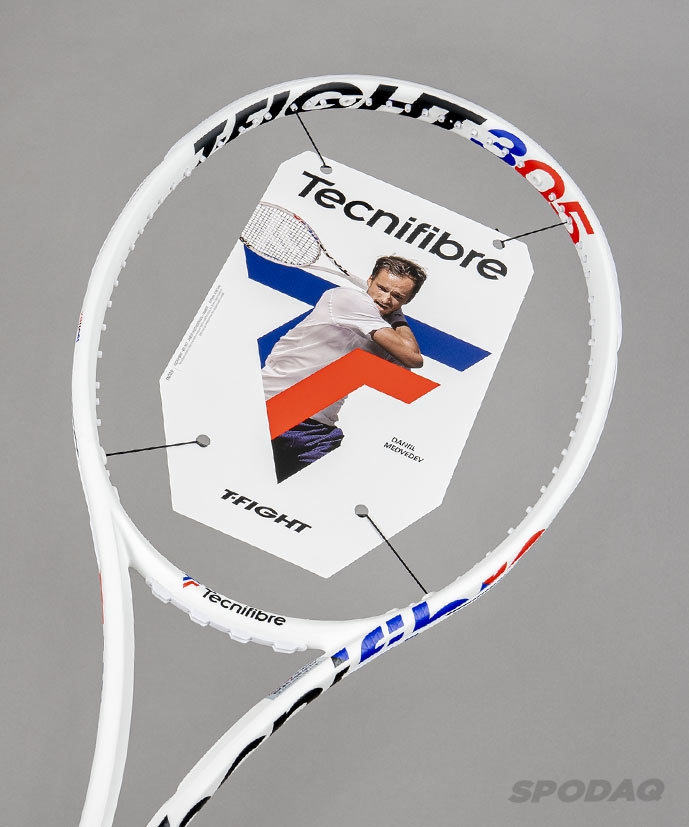 T.FIGHT 305
Tecnifibre
DANIIL
MEDVEDEV
T-FIGHT
Tecnifibre
SPODAQ